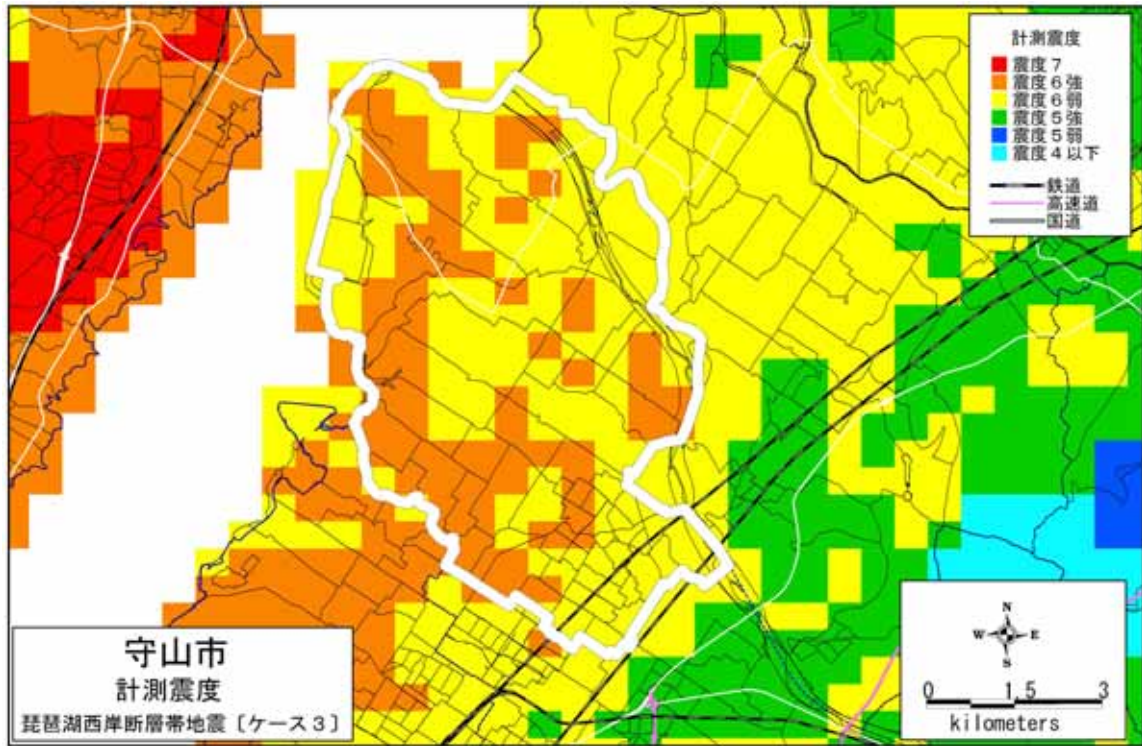 計測震度
震度7
震度6強
震度6弱
震度5強
震度5弱
震度4以下
鉄道
高速道
国道
守山市
計測震度
琵琶湖西岸断層帯地震〔ケース3〕
N
W E
S
0 1.5 3
kilometers